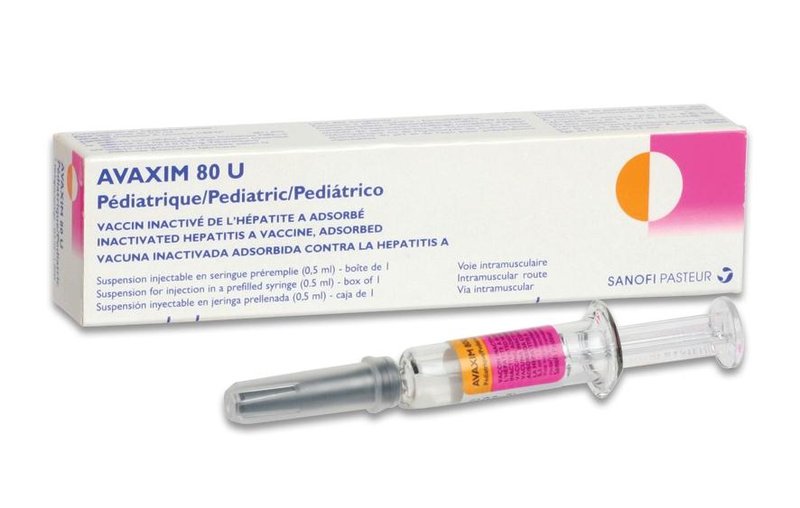 AVAXIM 80 U
Pédiatrique/Pediatric/Pediátrico
VACCIN INACTIVÉ DE L'HÉPATITE A ADSORBÉ
INACTIVATED HEPATITIS A VACCINE, ADSORBED
VACUNA INACTIVADA ADSORBIDA CONTRA LA HEPATITIS A
Suspension injectable en seringue préremplie (0,5 ml) - boîte de 1
Suspension for injection in a prefilled syringe (0.5 ml) - box of 1
Suspensión inyectable en jeringa prellenada (0,5 ml) - caja de 1
Voie intramusculaire
Intramuscular route
Vía intramuscular
SANOFI PASTEUR
AVAXIM 80 U
AVAXIM 80